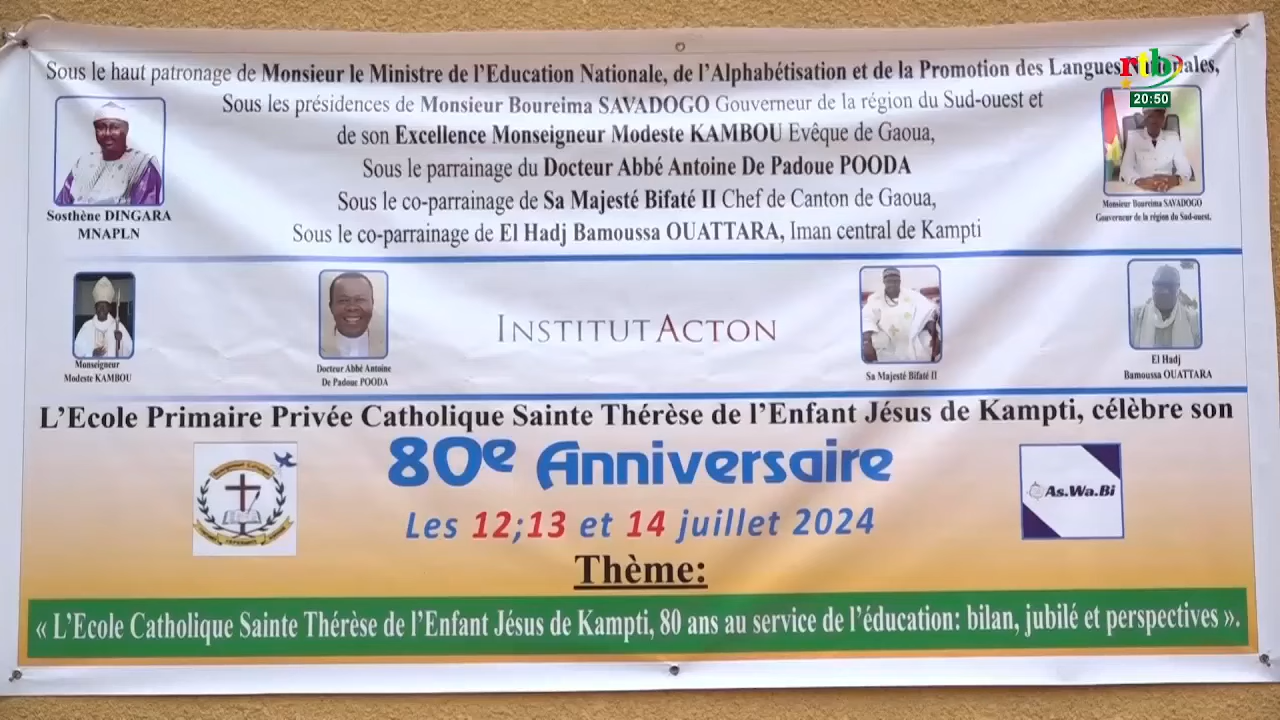 Sous le haut patronage de Monsieur le Ministre de l'Education Nationale, de l'Alphabétisation et de la Promotion des Langues
rtb
20:50
Sous les présidences de Monsieur Boureima SAVADOGO Gouverneur de la région du Sud-ouest et
de son Excellence Monseigneur Modeste KAMBOU Evêque de Gaoua,
Sous le parrainage du Docteur Abbé Antoine De Padoue POODA
Sous le co-parrainage de Sa Majesté Bifaté II Chef de Canton de Gaoua,
Sous le co-parrainage de El Hadj Bamoussa OUATTARA, Iman central de Kampti
Sosthène DINGARA
MNAPLN
Monsieur Boureima SAVADOGO
Gouverneur de la région du Sud-ouest.
Monseigneur
Modeste KAMBOU
Docteur Abbé Antoine
De Padoue POODA
INSTITUT ACTON
Sa Majesté Bifaté II
El Hadj
Bamoussa OUATTARA
L'Ecole Primaire Privée Catholique Sainte Thérèse de l'Enfant Jésus de Kampti, célèbre son
80e Anniversaire
As.Wa.Bi
Les 12;13 et 14 juillet 2024
Thème:
« L'Ecole Catholique Sainte Thérèse de l'Enfant Jésus de Kampti, 80 ans au service de l'éducation: bilan, jubilé et perspectives ».